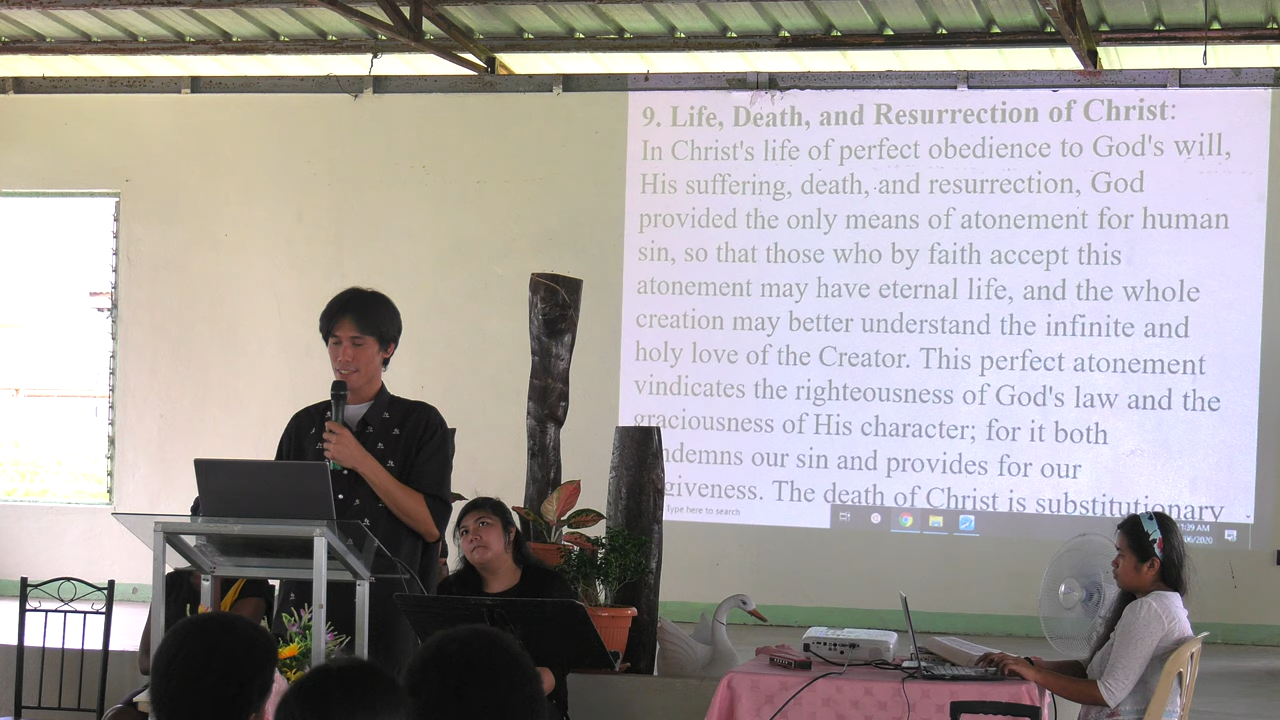 9. Life, Death, and Resurrection of Christ:
In Christ's life of perfect obedience to God's will,
His suffering, death, and resurrection, God
provided the only means of atonement for human
sin, so that those who by faith accept this
atonement may have eternal life, and the whole
creation may better understand the infinite and
holy love of the Creator. This perfect atonement
vindicates the righteousness of God's law and the
graciousness of His character; for it both
ndemns our sin and provides for our
giveness. The death of Christ is substitutionary
Type here to search
1:39 AM
06/2020